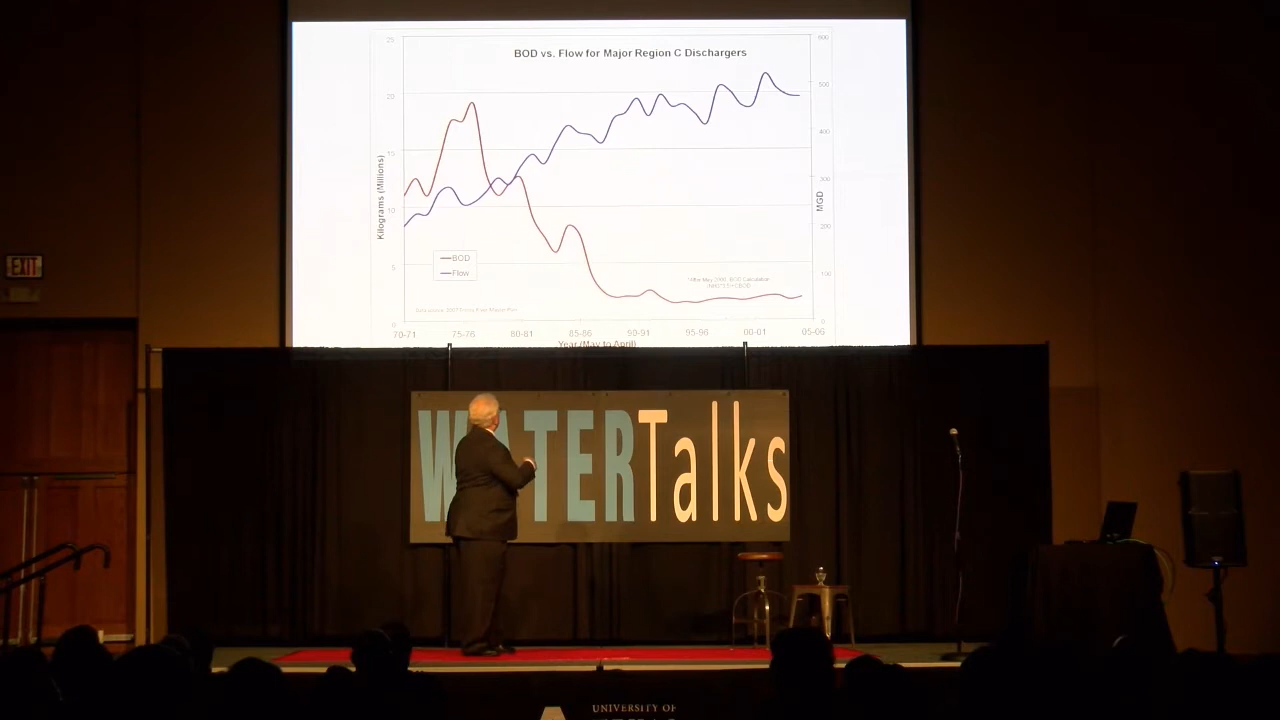 BOD vs. Flow for Major Region C Dischargers
25
20
15
10
5
0
600
500
400
300
200
100
0
Kilograms (Millions)
MGD
BOD
Flow
70-71
75-76
80-81
85-86
90-91
95-96
00-01
05-06
Year (May to April)
EXIT
WATERTalks
UNIVERSITY OF